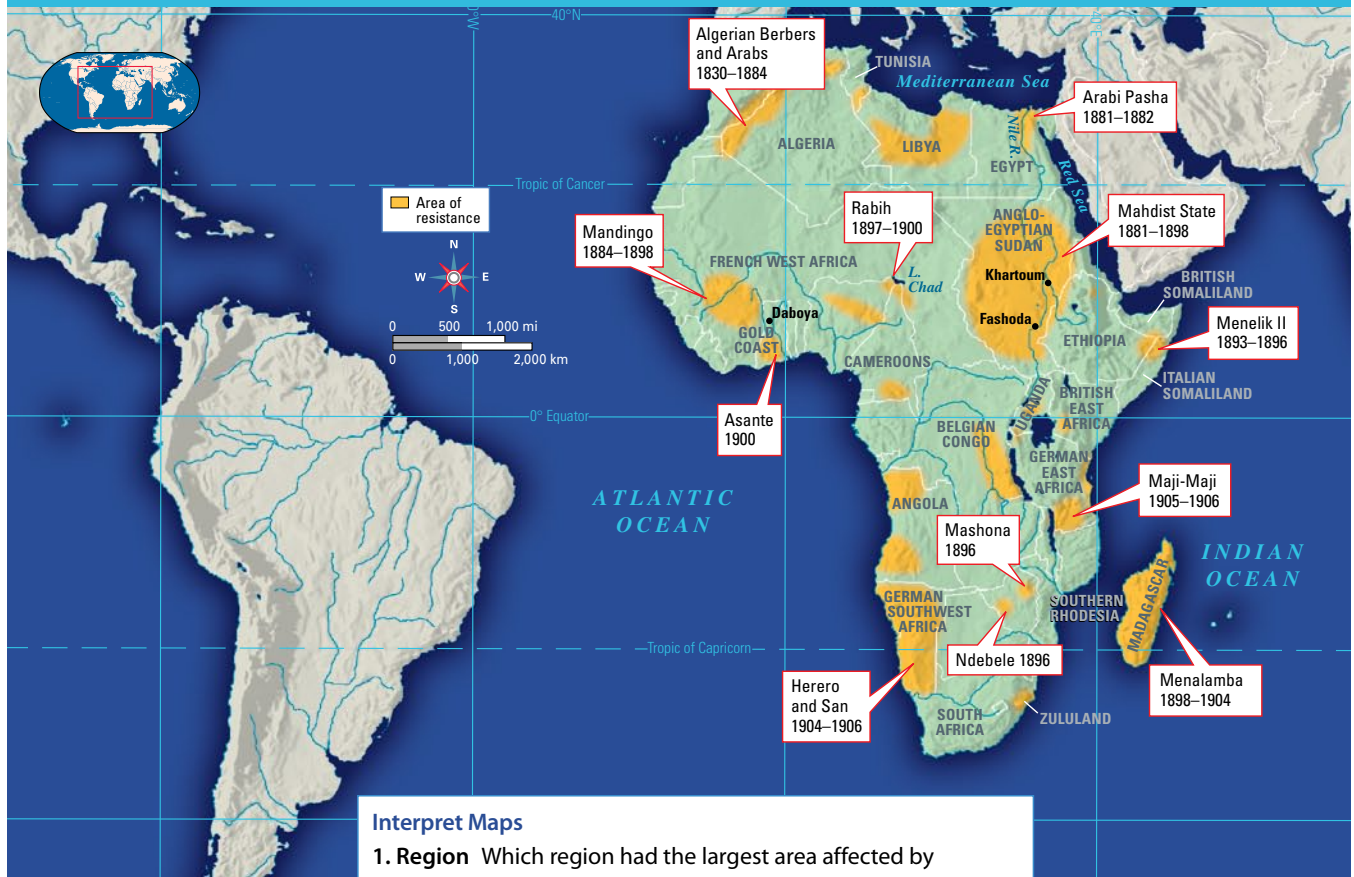 40°N
0°W
40°E
Algerian Berbers
and Arabs
1830–1884
TUNISIA
Mediterranean Sea
Arabi Pasha
1881–1882
ALGERIA
LIBYA
Nile R.
EGYPT
Red Sea
Tropic of Cancer
Area of
resistance
N
W
E
S
0 500 1,000 mi
0 1,000 2,000 km
Mandingo
1884–1898
Rabih
1897–1900
ANGLO-
EGYPTIAN
SUDAN
Mahdist State
1881–1898
FRENCH WEST AFRICA
L.
Chad
Khartoum
BRITISH
SOMALILAND
Daboya
GOLD
COAST
Fashoda
ETHIOPIA
Menelik II
1893–1896
CAMEROONS
ITALIAN
SOMALILAND
UGANDA
BRITISH
EAST
AFRICA
0° Equator
Asante
1900
BELGIAN
CONGO
GERMAN
EAST
AFRICA
ATLANTIC
OCEAN
ANGOLA
Maji-Maji
1905–1906
Mashona
1896
INDIAN
OCEAN
GERMAN
SOUTHWEST
AFRICA
SOUTHERN
RHODESIA
MADAGASCAR
Tropic of Capricorn
Ndebele 1896
Herero
and San
1904–1906
SOUTH
AFRICA
ZULULAND
Menalamba
1898–1904
Interpret Maps
1. Region Which region had the largest area affected by